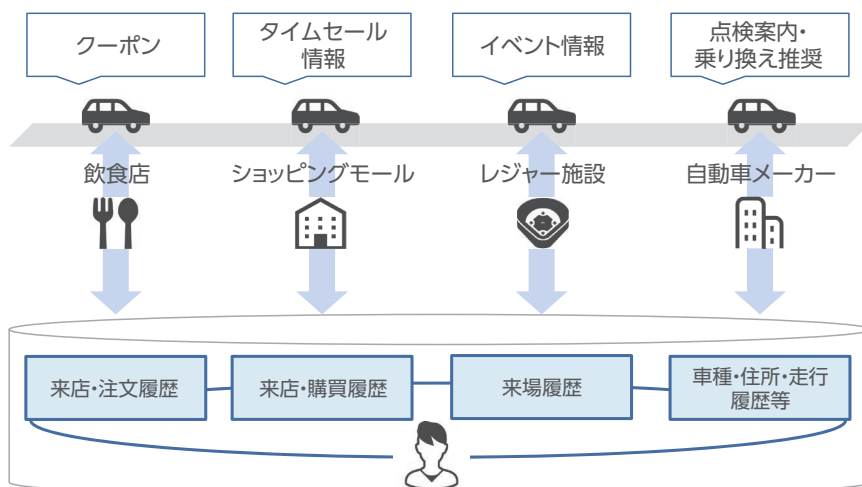 クーポン
タイムセール
情報
イベント情報
点検案内・
乗り換え推奨
飲食店
ショッピングモール
レジャー施設
自動車メーカー
来店・注文履歴
来店・購買履歴
来場履歴
車種・住所・走行
履歴等